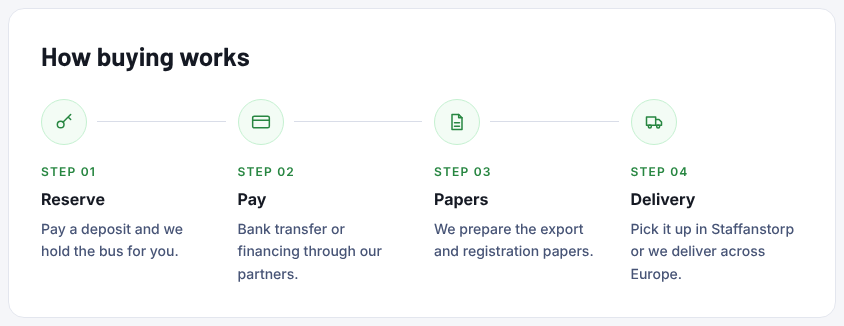 How buying works
STEP 01
Reserve
Pay a deposit and we
hold the bus for you.
STEP 02
Pay
Bank transfer or
financing through our
partners.
STEP 03
Papers
We prepare the export
and registration papers.
STEP 04
Delivery
Pick it up in Staffanstorp
or we deliver across
Europe.